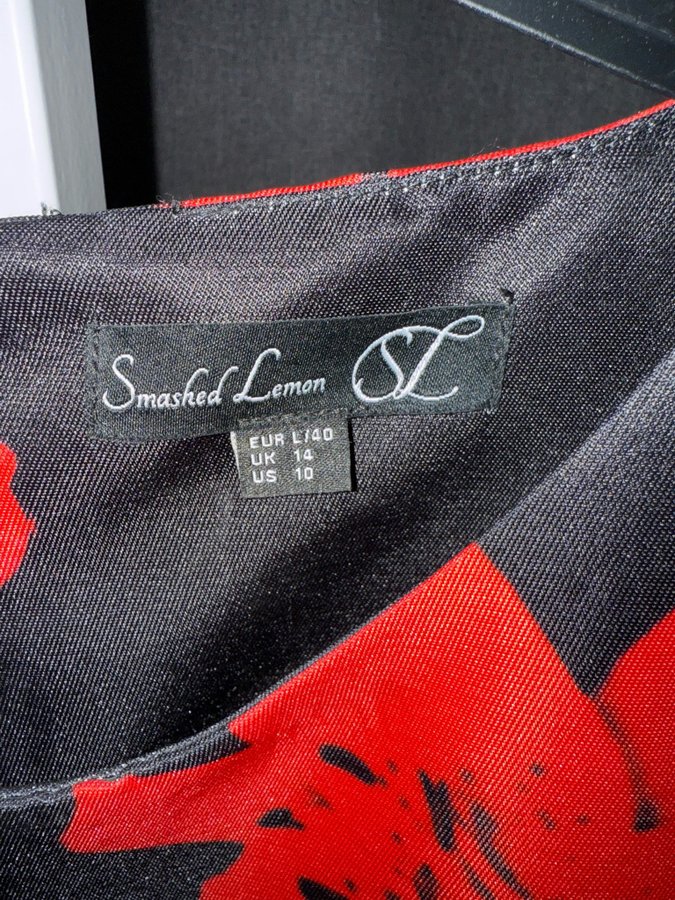 Smashed Lemon SL
EUR L/40
UK 14
US 10